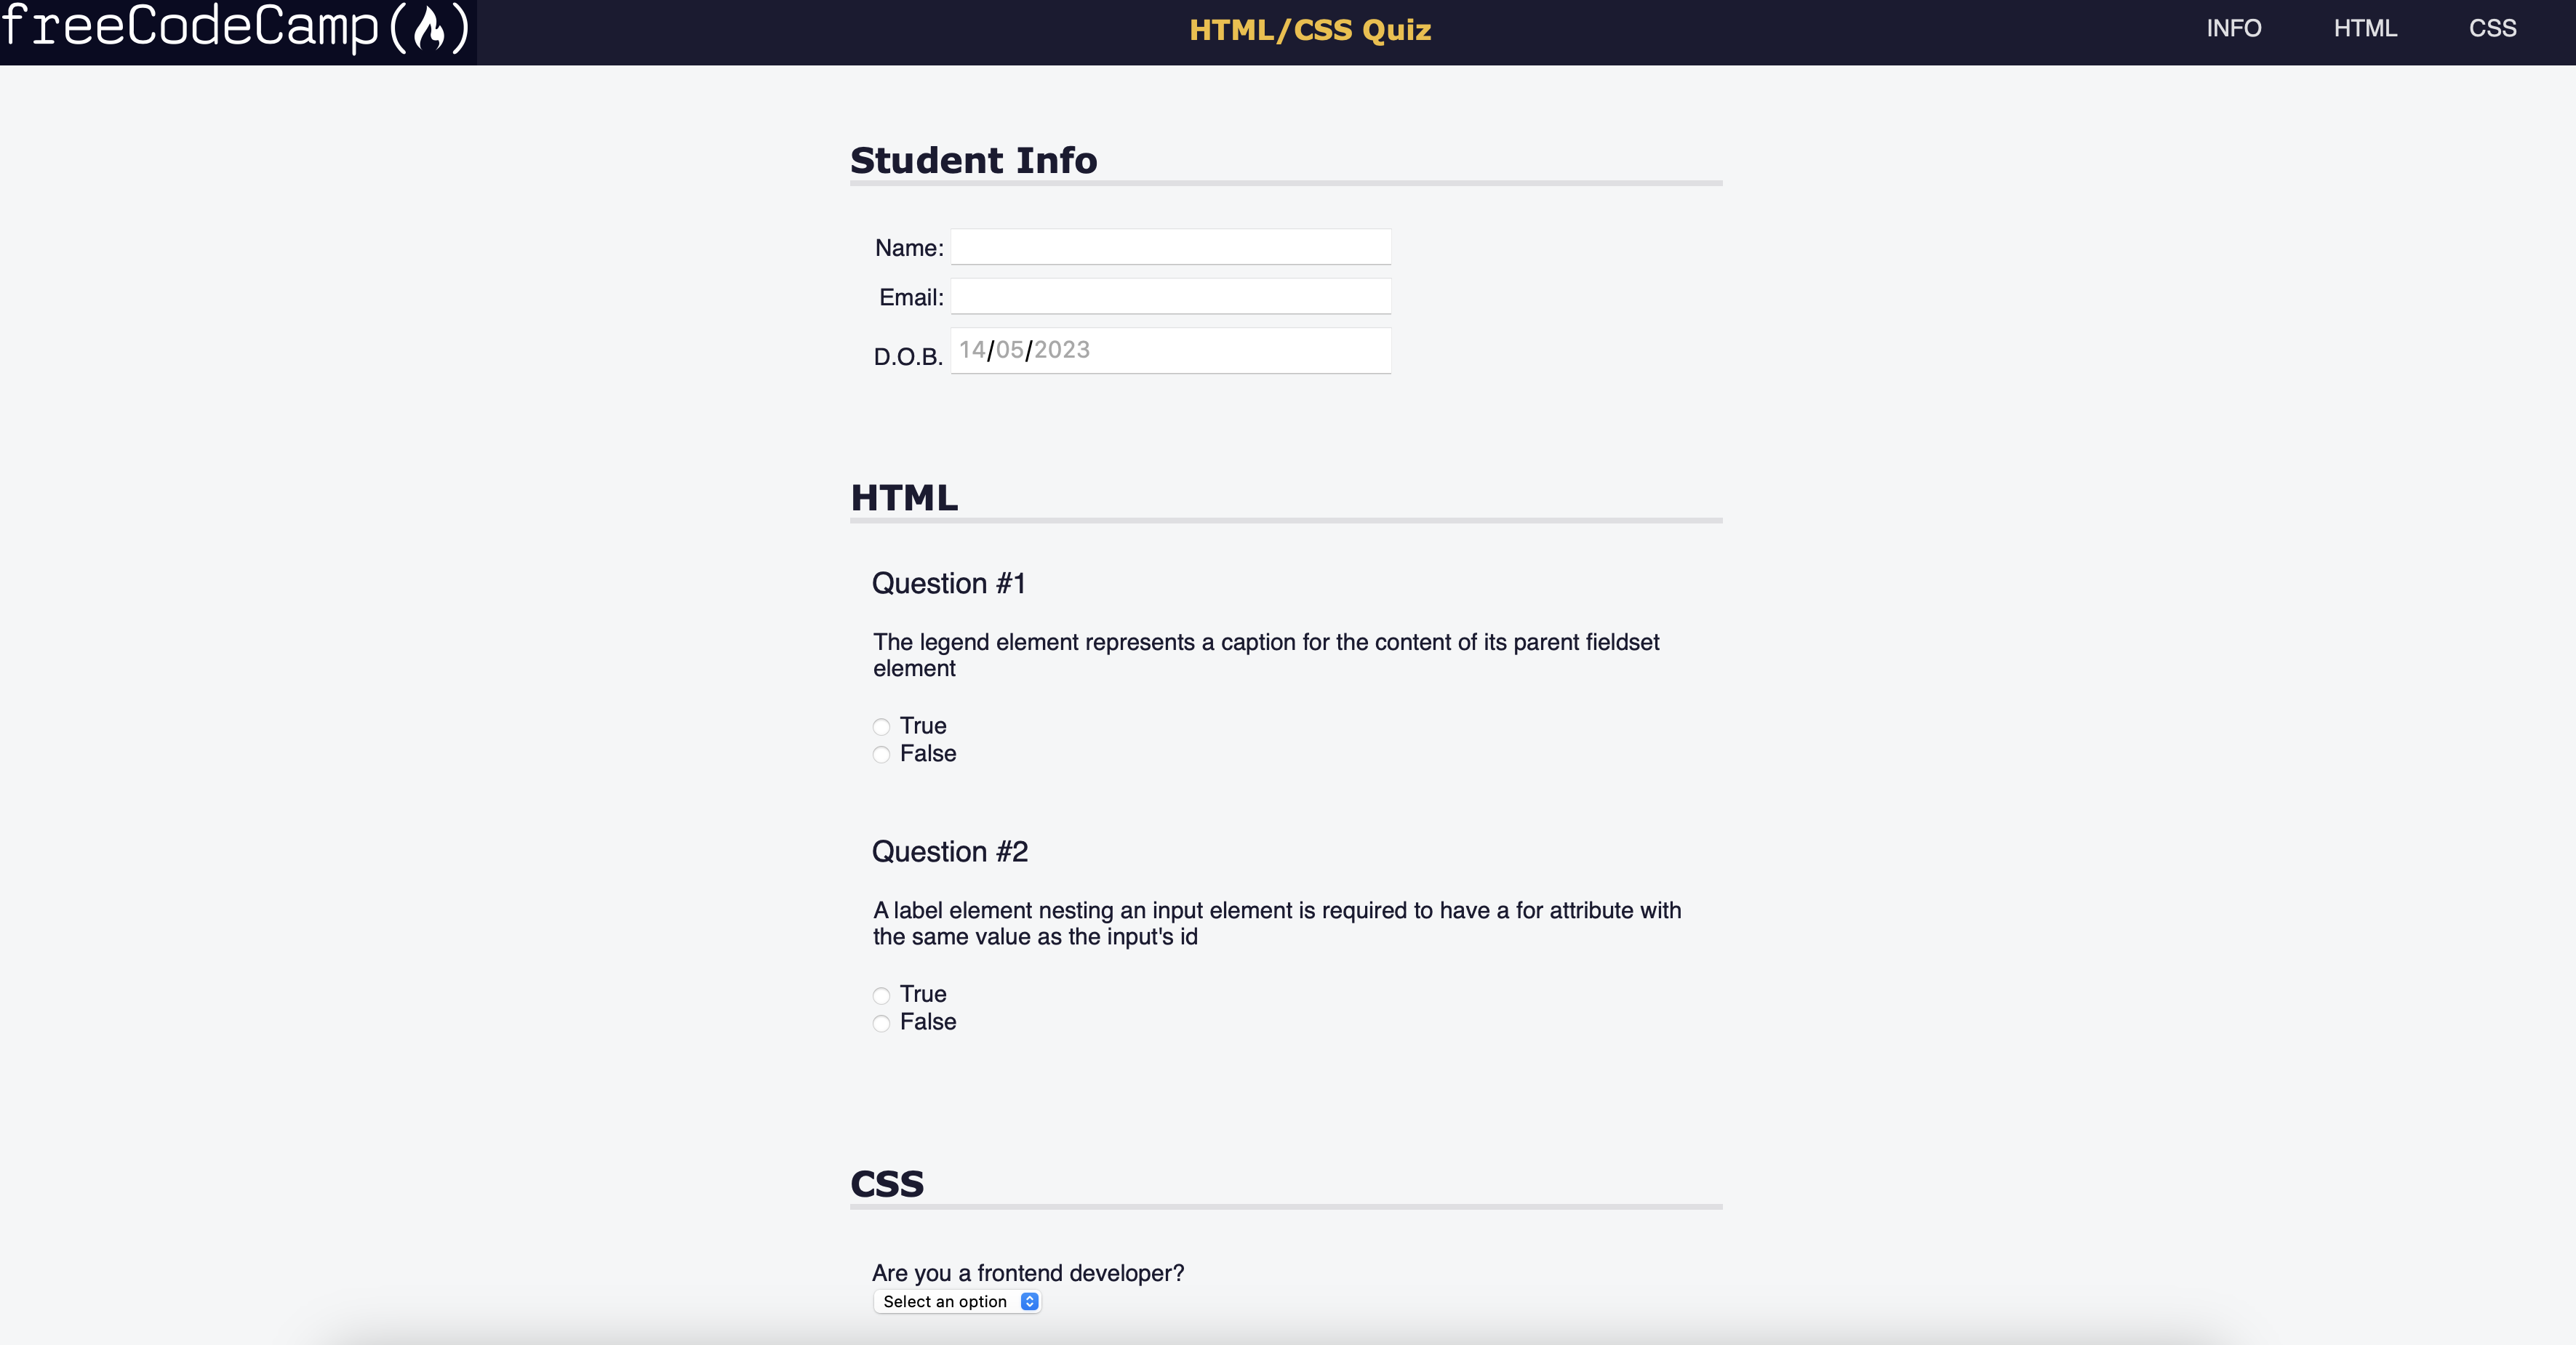 freeCodeCamp(🔥)
HTML/CSS Quiz
INFO
HTML
CSS
Student Info
Name:
Email:
D.O.B.
14/05/2023
HTML
Question #1
The legend element represents a caption for the content of its parent fieldset
element
True
False
Question #2
A label element nesting an input element is required to have a for attribute with
the same value as the input's id
True
False
CSS
Are you a frontend developer?
Select an option